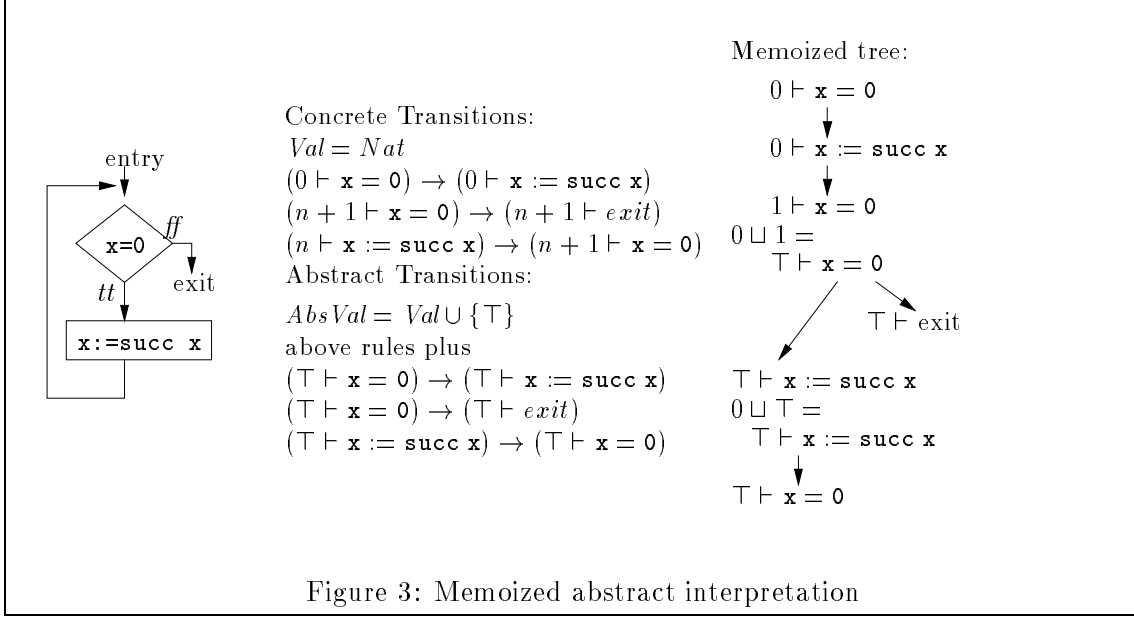 entry
ff
x=0
exit
tt
x:=succ x
Concrete Transitions:
Val = Nat
(0 ⊢ x = 0) → (0 ⊢ x := succ x)
(n + 1 ⊢ x = 0) → (n + 1 ⊢ exit)
(n ⊢ x := succ x) → (n + 1 ⊢ x = 0)
Abstract Transitions:
AbsVal = Val ∪ {⊤}
above rules plus
(⊤ ⊢ x = 0) → (⊤ ⊢ x := succ x)
(⊤ ⊢ x = 0) → (⊤ ⊢ exit)
(⊤ ⊢ x := succ x) → (⊤ ⊢ x = 0)
Memoized tree:
0 ⊢ x = 0
0 ⊢ x := succ x
1 ⊢ x = 0
0 ⊔ 1 =
⊤ ⊢ x = 0
⊤ ⊢ exit
⊤ ⊢ x := succ x
0 ⊔ ⊤ =
⊤ ⊢ x := succ x
⊤ ⊢ x = 0
Figure 3: Memoized abstract interpretation